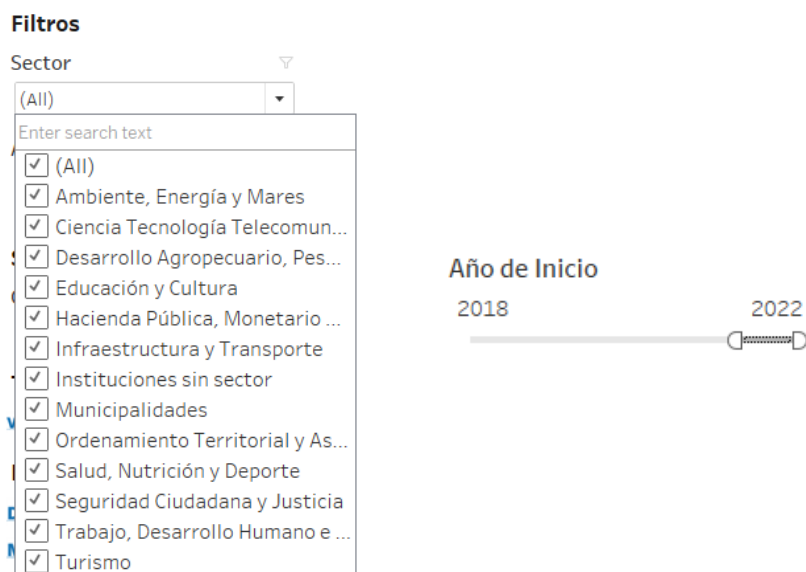 Filtros
Sector
(All)
Enter search text
(All)
Ambiente, Energía y Mares
Ciencia Tecnología Telecomun...
Desarrollo Agropecuario, Pes...
Educación y Cultura
Hacienda Pública, Monetario ...
Infraestructura y Transporte
Instituciones sin sector
Municipalidades
Ordenamiento Territorial y As...
Salud, Nutrición y Deporte
Seguridad Ciudadana y Justicia
Trabajo, Desarrollo Humano e ...
Turismo
Año de Inicio
2018 2022